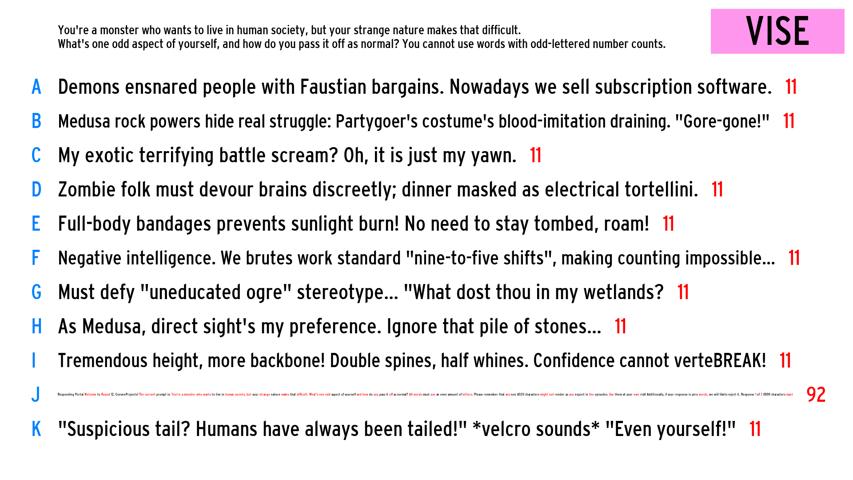 You're a monster who wants to live in human society, but your strange nature makes that difficult.
What's one odd aspect of yourself, and how do you pass it off as normal? You cannot use words with odd-lettered number counts.
VISE
A Demons ensnared people with Faustian bargains. Nowadays we sell subscription software. 11
B Medusa rock powers hide real struggle: Partygoer's costume's blood-imitation draining. "Gore-gone!" 11
C My exotic terrifying battle scream? Oh, it is just my yawn. 11
D Zombie folk must devour brains discreetly; dinner masked as electrical tortellini. 11
E Full-body bandages prevents sunlight burn! No need to stay tombed, roam! 11
F Negative intelligence. We brutes work standard "nine-to-five shifts", making counting impossible... 11
G Must defy "uneducated ogre" stereotype... "What dost thou in my wetlands? 11
H As Medusa, direct sight's my preference. Ignore that pile of stones... 11
I Tremendous height, more backbone! Double spines, half whines. Confidence cannot verteBREAK! 11
J 92
K "Suspicious tail? Humans have always been tailed!" *velcro sounds* "Even yourself!" 11